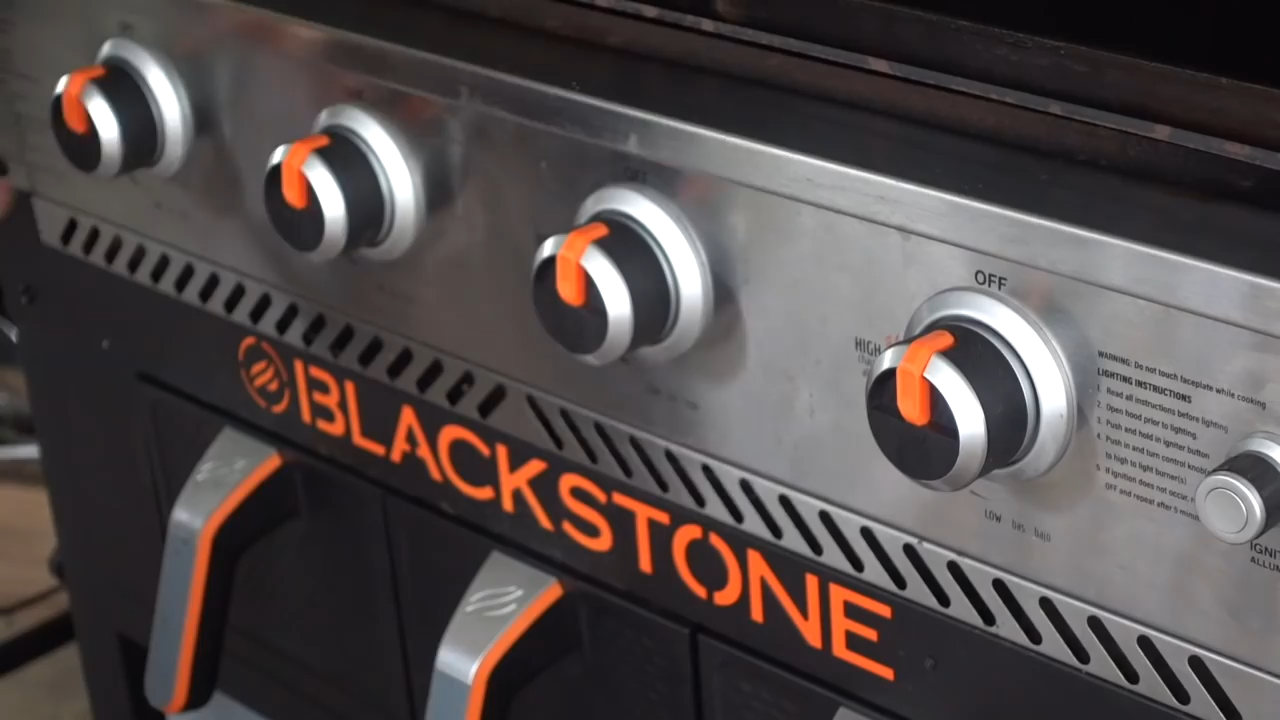 OFF
HIGH
WARNING: Do not touch faceplate while cooking
LIGHTING INSTRUCTIONS
1. Read all instructions before lighting
2. Open hood prior to lighting.
3. Push and hold in igniter button
4. Push in and turn control knob
to high to light burner(s)
5 If ignition does not occur,
OFF and repeat after 5
LOW
BLACKSTONE